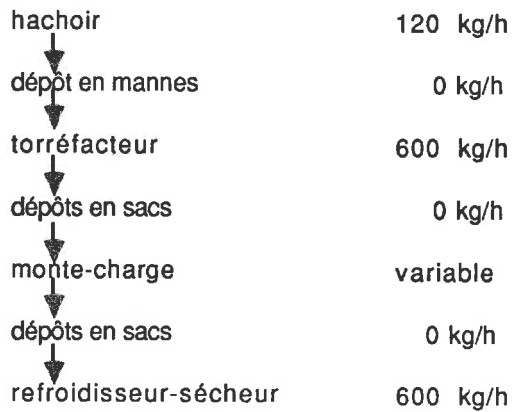 hachoir 120 kg/h
dépôt en mannes 0 kg/h
torréfacteur 600 kg/h
dépôts en sacs 0 kg/h
monte-charge variable
dépôts en sacs 0 kg/h
refroidisseur-sécheur 600 kg/h